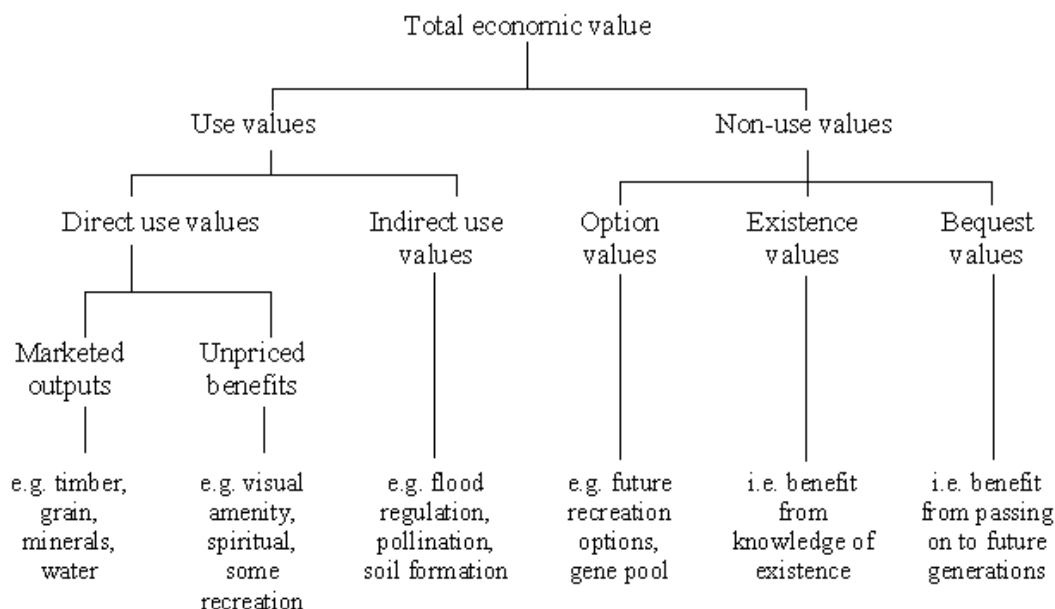 Total economic value
Use values
Non-use values
Direct use values
Indirect use
values
Option
values
Existence
values
Bequest
values
Marketed
outputs
Unpriced
benefits
e.g. timber,
grain,
minerals,
water
e.g. visual
amenity,
spiritual,
some
recreation
e.g. flood
regulation,
pollination,
soil formation
e.g. future
recreation
options,
gene pool
i.e. benefit
from
knowledge of
existence
i.e. benefit
from passing
on to future
generations